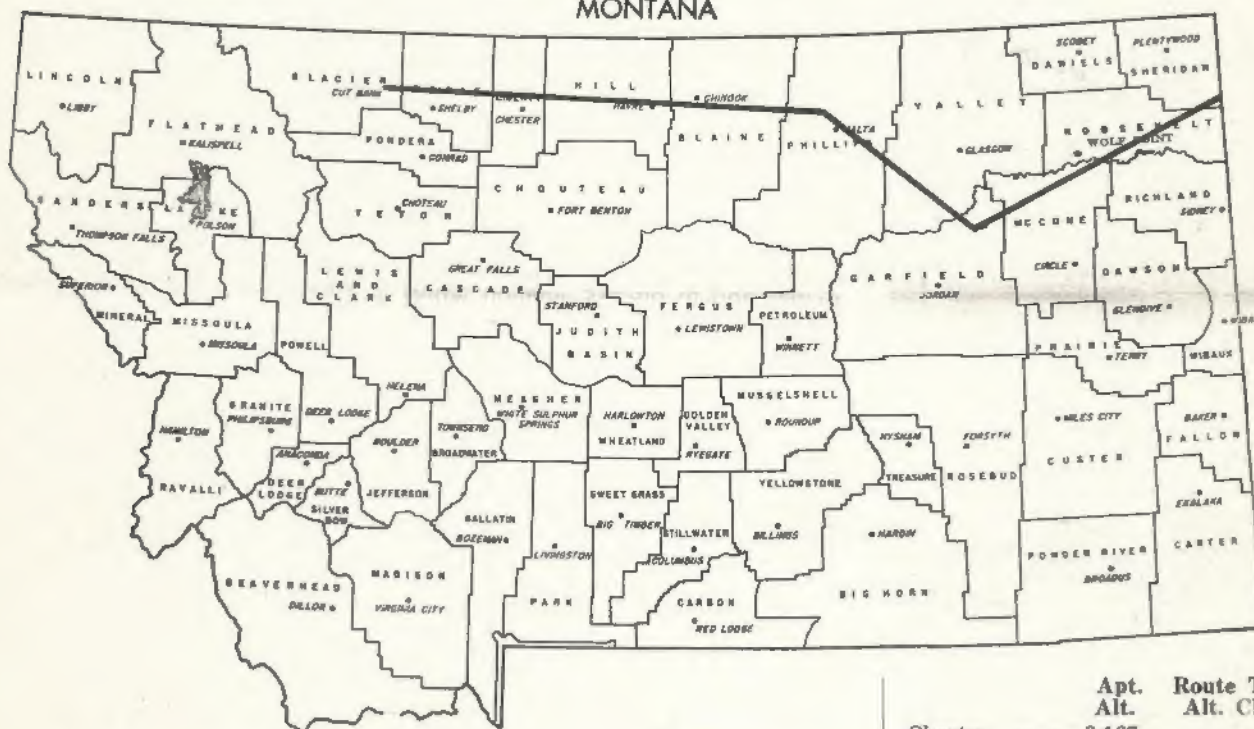 MONTANA
LINCOLN
LIBBY
FLATHEAD
KALISPELL
GLACIER
CUT BANK
SHELBY
LIBERTY
CHESTER
HILL
HAVRE
CHINOOK
BLAINE
PHILLIPS
MALTA
VALLEY
GLASGOW
SCOBEY
DANIELS
PLENTYWOOD
SHERIDAN
ROOSEVELT
WOLF POINT
PONDERA
CONRAD
CHOUTEAU
FORT BENTON
TETON
CHOTEAU
SANDERS
THOMPSON FALLS
LAKE
POLSON
RICHLAND
SIDNEY
MCCONE
CIRCLE
DAWSON
GLENDIVE
GARFIELD
JORDAN
LEWIS
AND
CLARK
GREAT FALLS
CASCADE
STANFORD
JUDITH
BASIN
FERGUS
LEWISTOWN
PETROLEUM
WINNETT
SUPERIOR
MINERAL
MISSOULA
MISSOULA
POWELL
PRAIRIE
TERRY
WIBAUX
HELENA
MEAGHER
WHITE SULPHUR
SPRINGS
HARLOWTON
WHEATLAND
GOLDEN
VALLEY
RYEGATE
MUSSELSHELL
ROUNDUP
HYSHAM
TREASURE
FORSYTH
ROSEBUD
MILES CITY
CUSTER
BAKER
FALLON
GRANITE
PHILIPSBURG
DEER LODGE
HAMILTON
RAVALLI
ANACONDA
DEER
LODGE
BUTTE
SILVER
BOW
BOULDER
JEFFERSON
TOWNSEND
BROADWATER
GALLATIN
BOZEMAN
LIVINGSTON
PARK
SWEET GRASS
BIG TIMBER
STILLWATER
COLUMBUS
YELLOWSTONE
BILLINGS
HARDIN
BIG HORN
EKALAKA
CARTER
POWDER RIVER
BROADUS
BEAVERHEAD
DILLON
MADISON
VIRGINIA CITY
CARBON
RED LODGE
Apt. Route
Alt. Alt.